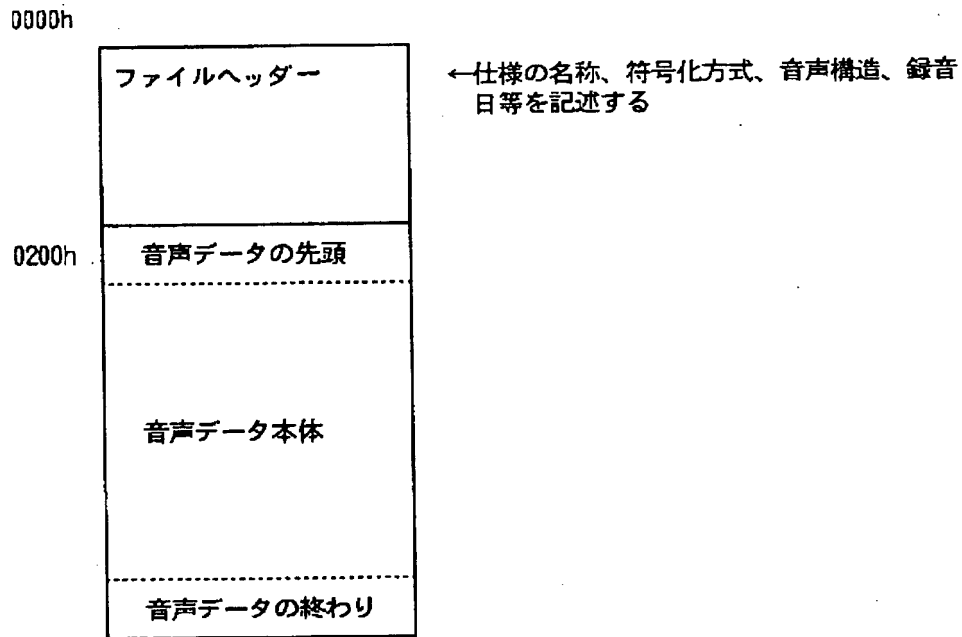 0000h
ファイルヘッダー
←仕様の名称、符号化方式、音声構造、録音
日等を記述する
0200h
音声データの先頭
音声データ本体
音声データの終わり